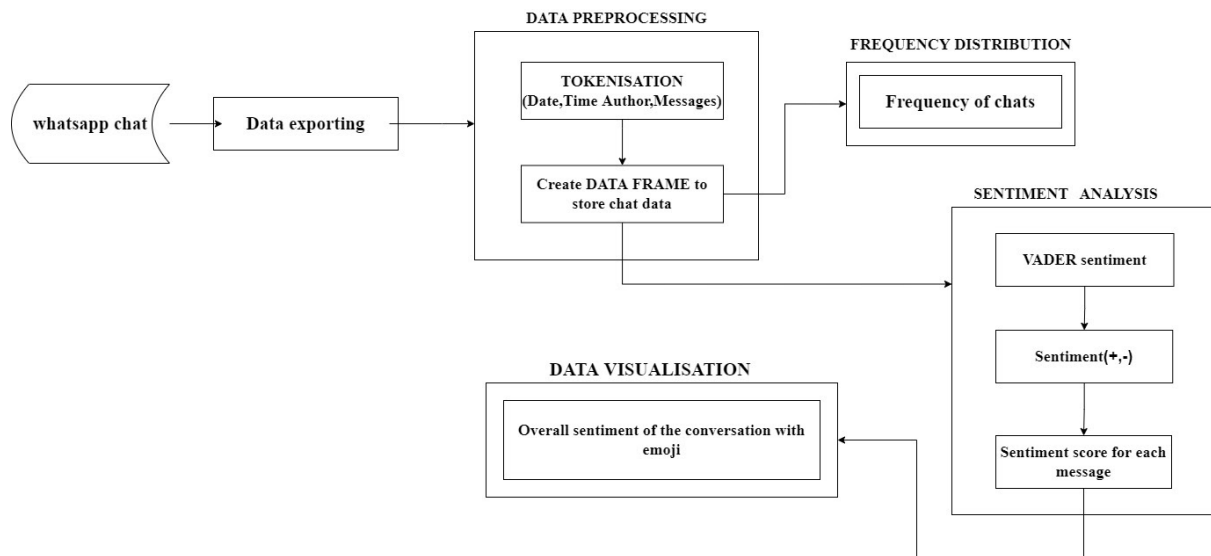 DATA PREPROCESSING
FREQUENCY DISTRIBUTION
TOKENISATION
(Date,Time Author,Messages)
Frequency of chats
whatsapp chat
Data exporting
Create DATA FRAME to
store chat data
SENTIMENT ANALYSIS
VADER sentiment
Sentiment(+,-)
DATA VISUALISATION
Overall sentiment of the conversation with
emoji
Sentiment score for each
message